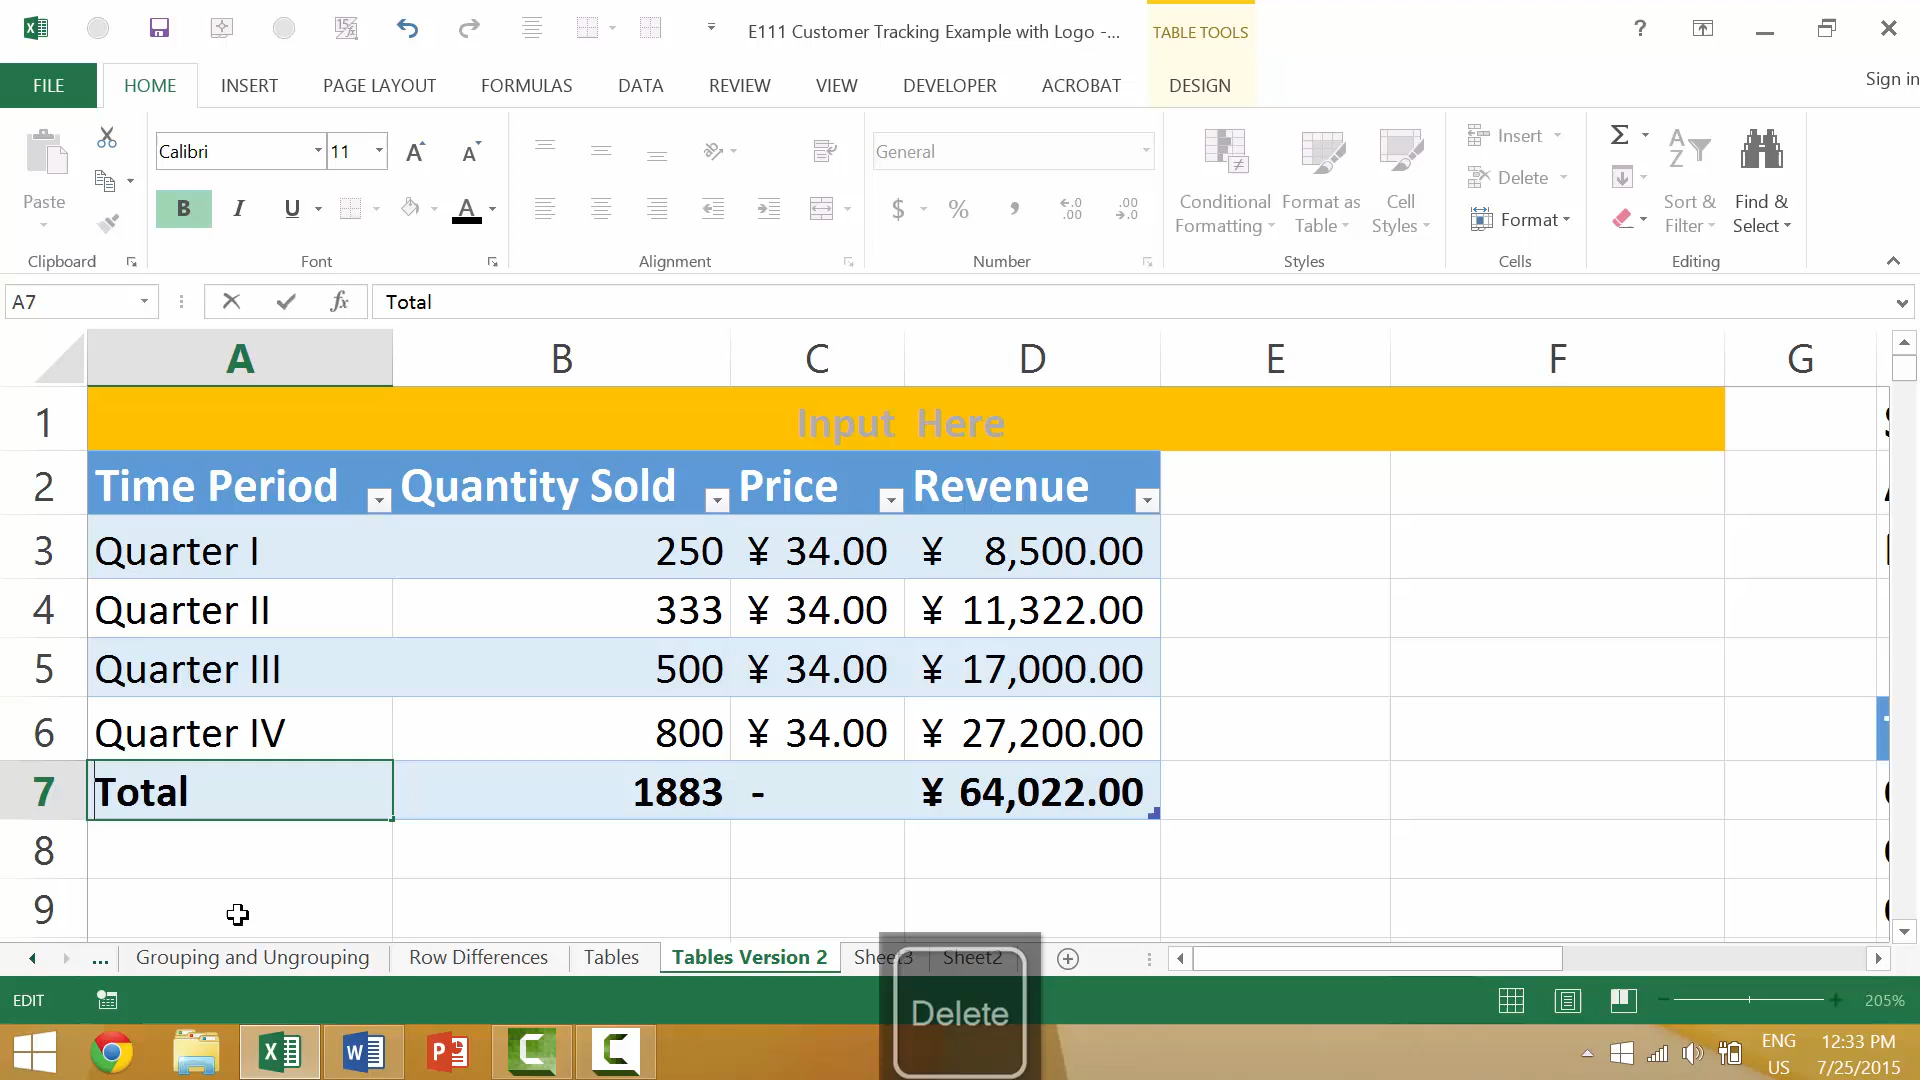 E111 Customer Tracking Example with Logo -...
TABLE TOOLS
?
FILE
HOME
INSERT
PAGE LAYOUT
FORMULAS
DATA
REVIEW
VIEW
DEVELOPER
ACROBAT
DESIGN
Sign in
Paste
Clipboard
Calibri
11
B I U
Font
Alignment
General
$ % ,
Number
Conditional
Formatting
Format as
Table
Cell
Styles
Styles
Insert
Delete
Format
Cells
Sort &
Filter
Find &
Select
Editing
A7
fx
Total
A B C D E F G
1 Input Here
2 Time Period Quantity Sold Price Revenue
3 Quarter I 250 ¥ 34.00 ¥ 8,500.00
4 Quarter II 333 ¥ 34.00 ¥ 11,322.00
5 Quarter III 500 ¥ 34.00 ¥ 17,000.00
6 Quarter IV 800 ¥ 34.00 ¥ 27,200.00
7 Total 1883 - ¥ 64,022.00
8
9
... Grouping and Ungrouping Row Differences Tables Tables Version 2 Sheet3 Sheet2
Delete
EDIT
205%
ENG
US
12:33 PM
7/25/2015